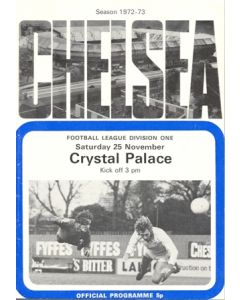 Season 1972-73
CHELSEA
FOOTBALL LEAGUE DIVISION ONE
Saturday 25 November
Crystal Palace
Kick off 3 pm
FYFFES
FYFFES
BITTER
OFFICIAL PROGRAMME 5p